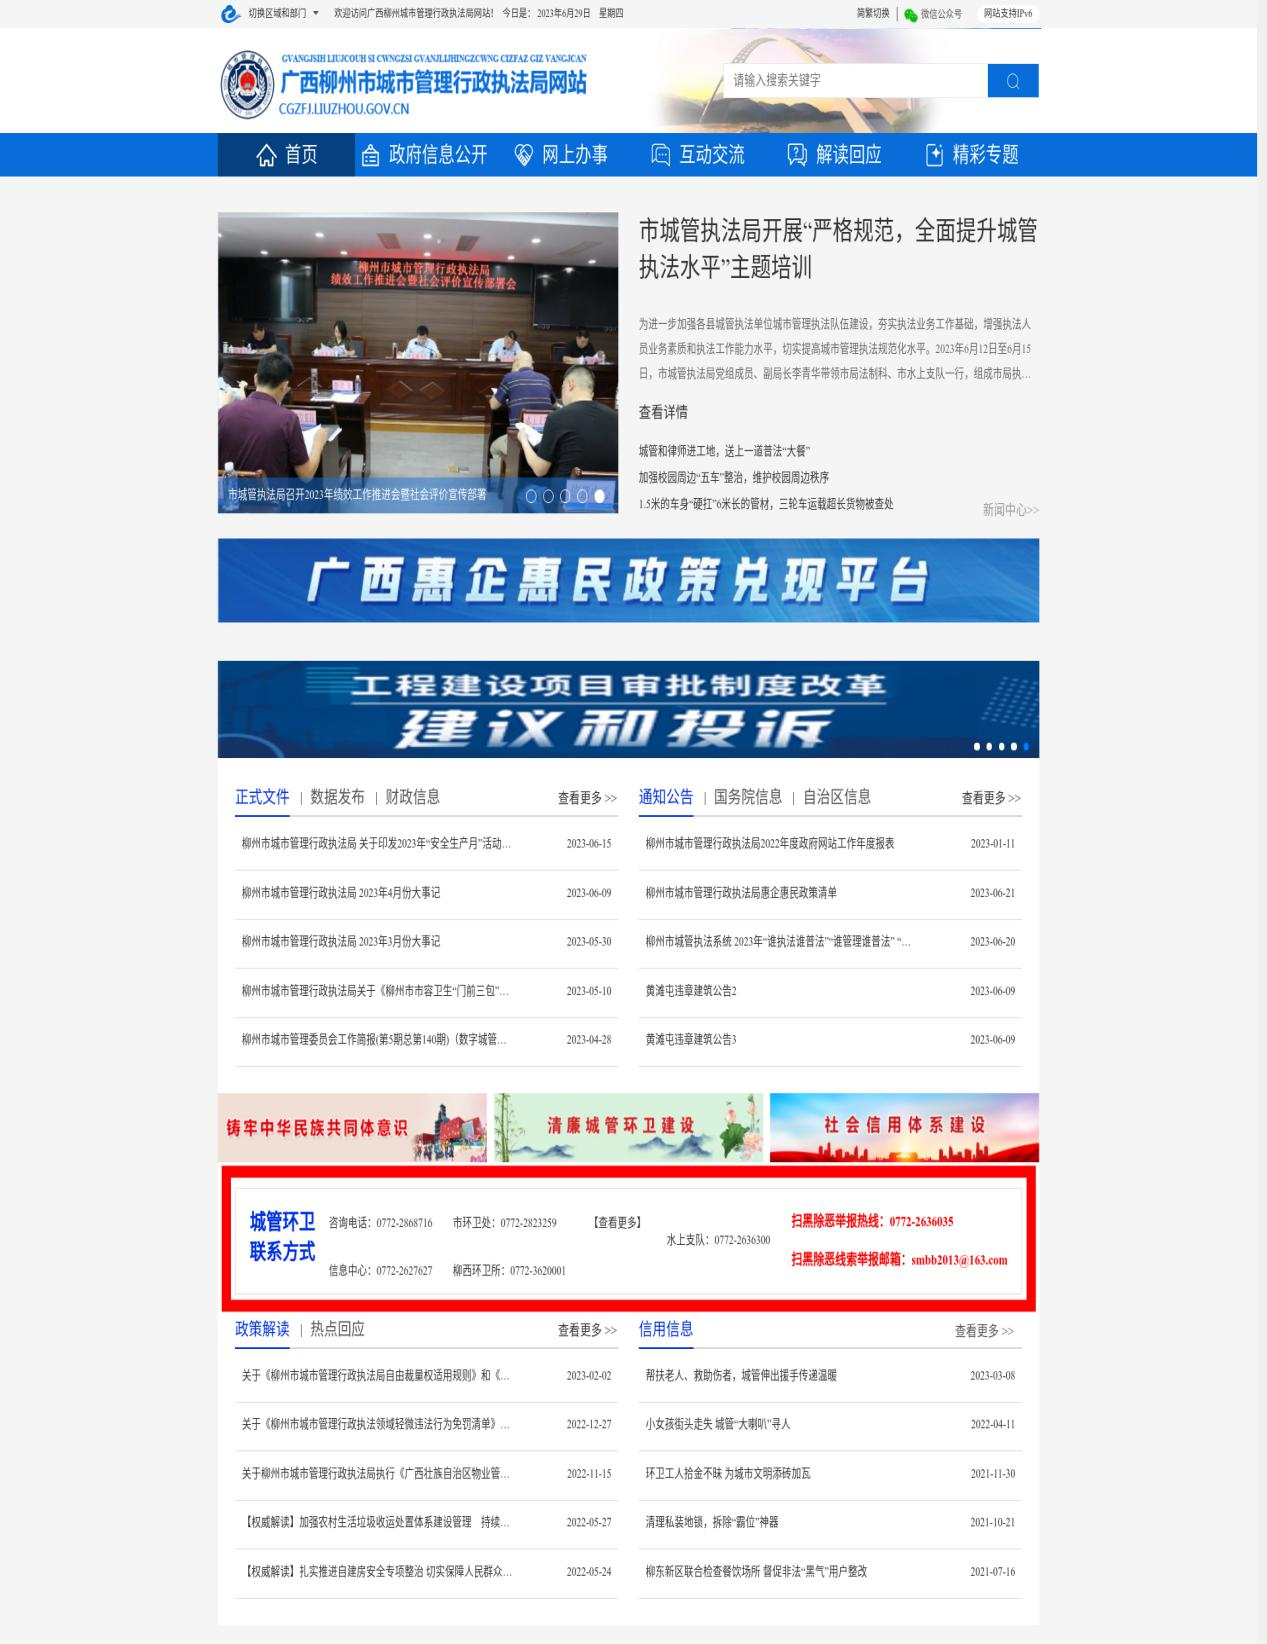 切换区域和部门 欢迎访问广西柳州城市管理行政执法局网站! 今日是： 2023年6月29日 星期四 简繁切换 | 微信公众号 网站支持IPv6
GVANGJSIH LIUJCOUH SI CWNGZSI GVANJLIJHINGZCWNG CIZFAZ GIZ VANGJCAN
广西柳州市城市管理行政执法局网站
CGZFJ.LIUZHOU.GOV.CN
请输入搜索关键字
首页 政府信息公开 网上办事 互动交流 解读回应 精彩专题
柳州市城市管理行政执法局
绩效工作推进会暨社会评价宣传部署会
市城管执法局召开2023年绩效工作推进会暨社会评价宣传部署
市城管执法局开展“严格规范，全面提升城管
执法水平”主题培训
为进一步加强各县城管执法单位城市管理执法队伍建设，夯实执法业务工作基础，增强执法人
员业务素质和执法工作能力水平，切实提高城市管理执法规范化水平。2023年6月12日至6月15
日，市城管执法局党组成员、副局长李青华带领市局法制科、市水上支队一行，组成市局执...
查看详情
城管和律师进工地，送上一道普法“大餐”
加强校园周边“五车”整治，维护校园周边秩序
1.5米的车身“硬扛”6米长的管材，三轮车运载超长货物被查处
新闻中心>>
广西惠企惠民政策兑现平台
工程建设项目审批制度改革
建议和投诉
正式文件 | 数据发布 | 财政信息 查看更多 >>
柳州市城市管理行政执法局 关于印发2023年“安全生产月”活动... 2023-06-15
柳州市城市管理行政执法局 2023年4月份大事记 2023-06-09
柳州市城市管理行政执法局 2023年3月份大事记 2023-05-30
柳州市城市管理行政执法局关于《柳州市市容卫生“门前三包”... 2023-05-10
柳州市城市管理委员会工作简报(第5期总第140期)（数字城管... 2023-04-28
通知公告 | 国务院信息 | 自治区信息 查看更多 >>
柳州市城市管理行政执法局2022年度政府网站工作年度报表 2023-01-11
柳州市城市管理行政执法局惠企惠民政策清单 2023-06-21
柳州市城管执法系统 2023年“谁执法谁普法”“谁管理谁普法” “... 2023-06-20
黄滩屯违章建筑公告2 2023-06-09
黄滩屯违章建筑公告3 2023-06-09
铸牢中华民族共同体意识
清廉城管环卫建设
社会信用体系建设
城管环卫
联系方式
咨询电话：0772-2868716 市环卫处：0772-2823259 【查看更多】
信息中心：0772-2627627 柳西环卫所：0772-3620001
水上支队：0772-2636300
扫黑除恶举报热线：0772-2636035
扫黑除恶线索举报邮箱：smbb2013@163.com
政策解读 | 热点回应 查看更多 >>
关于《柳州市城市管理行政执法局自由裁量权适用规则》和《... 2023-02-02
关于《柳州市城市管理行政执法领域轻微违法行为免罚清单》... 2022-12-27
关于柳州市城市管理行政执法局执行《广西壮族自治区物业管... 2022-11-15
【权威解读】加强农村生活垃圾收运处置体系建设管理 持续... 2022-05-27
【权威解读】扎实推进自建房安全专项整治 切实保障人民群众... 2022-05-24
信用信息 查看更多 >>
帮扶老人、救助伤者，城管伸出援手传递温暖 2023-03-08
小女孩街头走失 城管“大喇叭”寻人 2022-04-11
环卫工人拾金不昧 为城市文明添砖加瓦 2021-11-30
清理私装地锁，拆除“霸位”神器 2021-10-21
柳东新区联合检查餐饮场所 督促非法“黑气”用户整改 2021-07-16